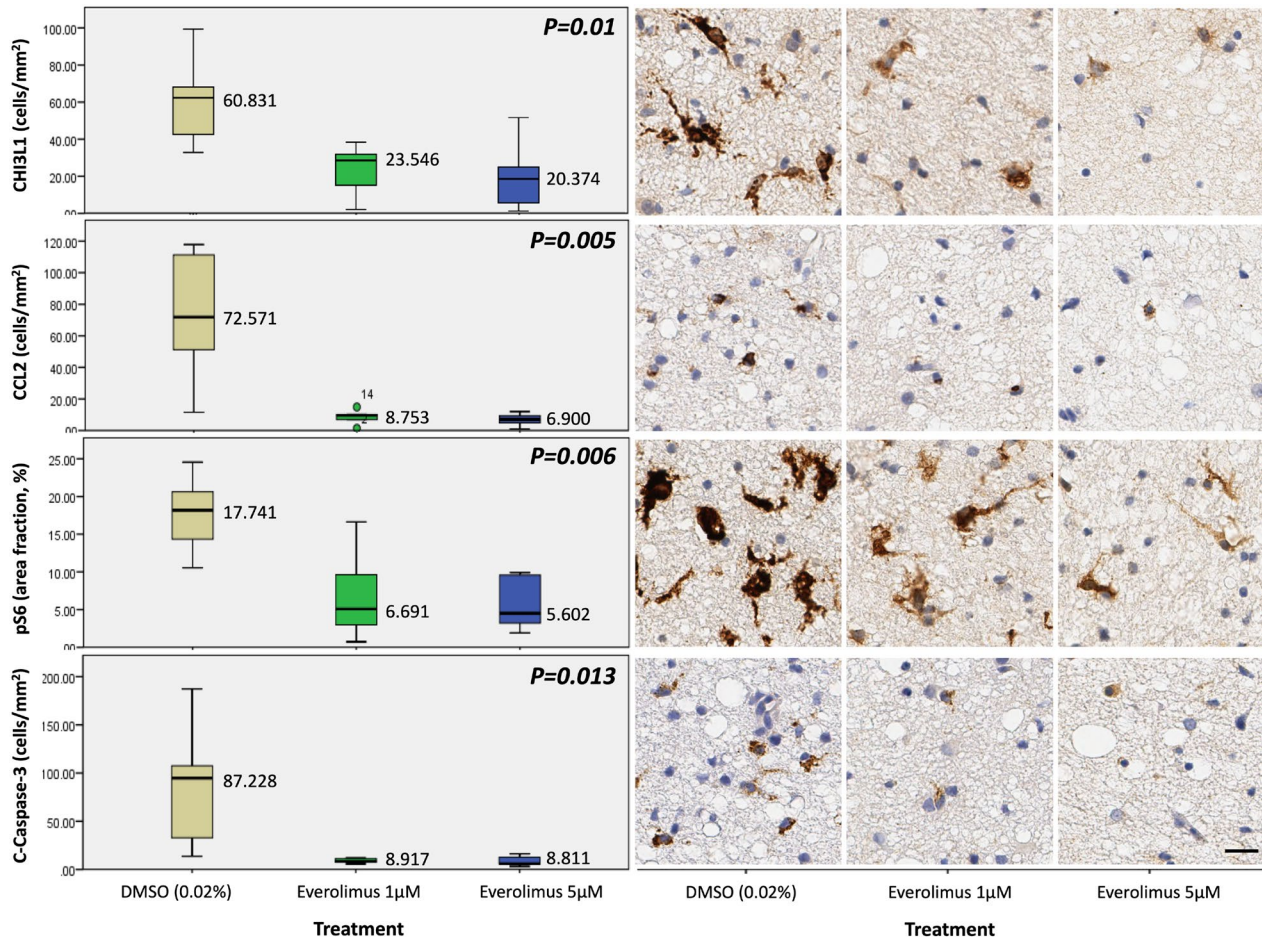 CHI3L1 (cells/mm²)
100.00
80.00
60.00
40.00
20.00
.00
P=0.01
60.831
23.546
20.374
CCL2 (cells/mm²)
120.00
100.00
80.00
60.00
40.00
20.00
.00
P=0.005
72.571
14
8.753
6.900
pS6 (area fraction, %)
25.00
20.00
15.00
10.00
5.00
.00
P=0.006
17.741
6.691
5.602
C-Caspase-3 (cells/mm²)
200.00
150.00
100.00
50.00
.00
P=0.013
87.228
8.917
8.811
DMSO (0.02%)
Everolimus 1µM
Everolimus 5µM
Treatment
DMSO (0.02%)
Everolimus 1µM
Everolimus 5µM
Treatment